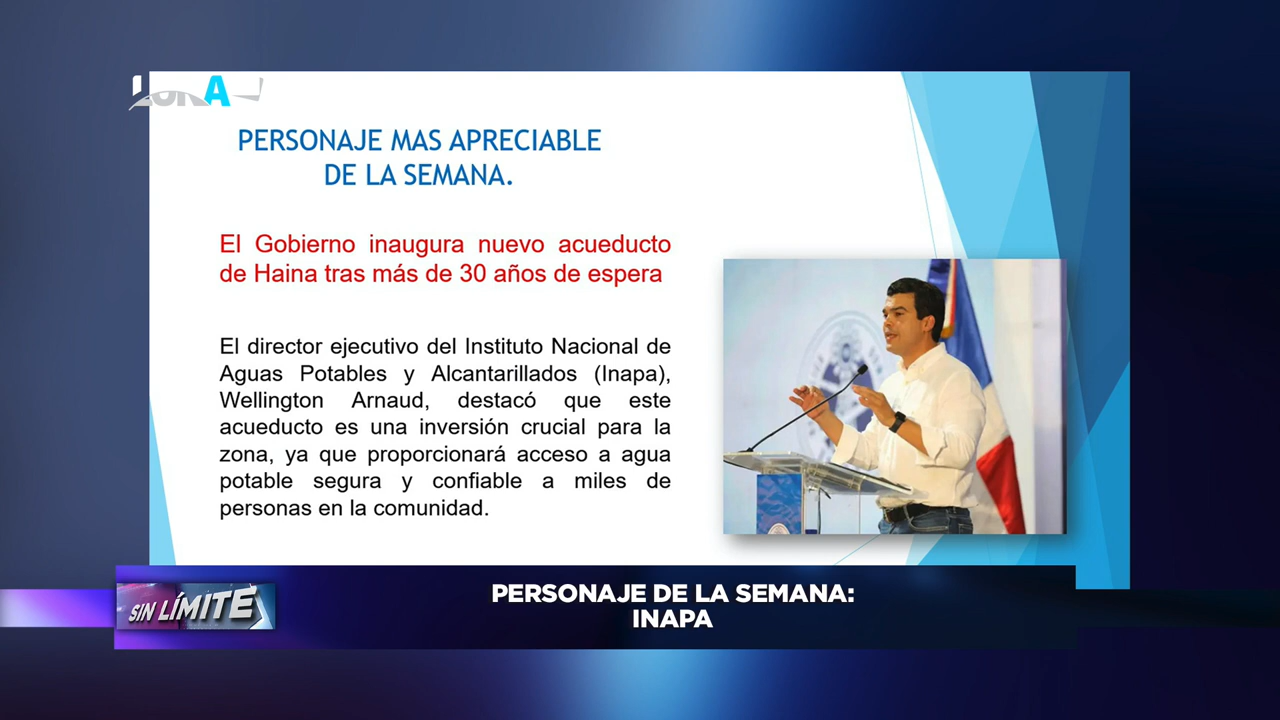 PERSONAJE MAS APRECIABLE
DE LA SEMANA.
El Gobierno inaugura nuevo acueducto
de Haina tras más de 30 años de espera
El director ejecutivo del Instituto Nacional de
Aguas Potables y Alcantarillados (Inapa),
Wellington Arnaud, destacó que este
acueducto es una inversión crucial para la
zona, ya que proporcionará acceso a agua
potable segura y confiable a miles de
personas en la comunidad.
SIN LÍMITE
PERSONAJE DE LA SEMANA:
INAPA